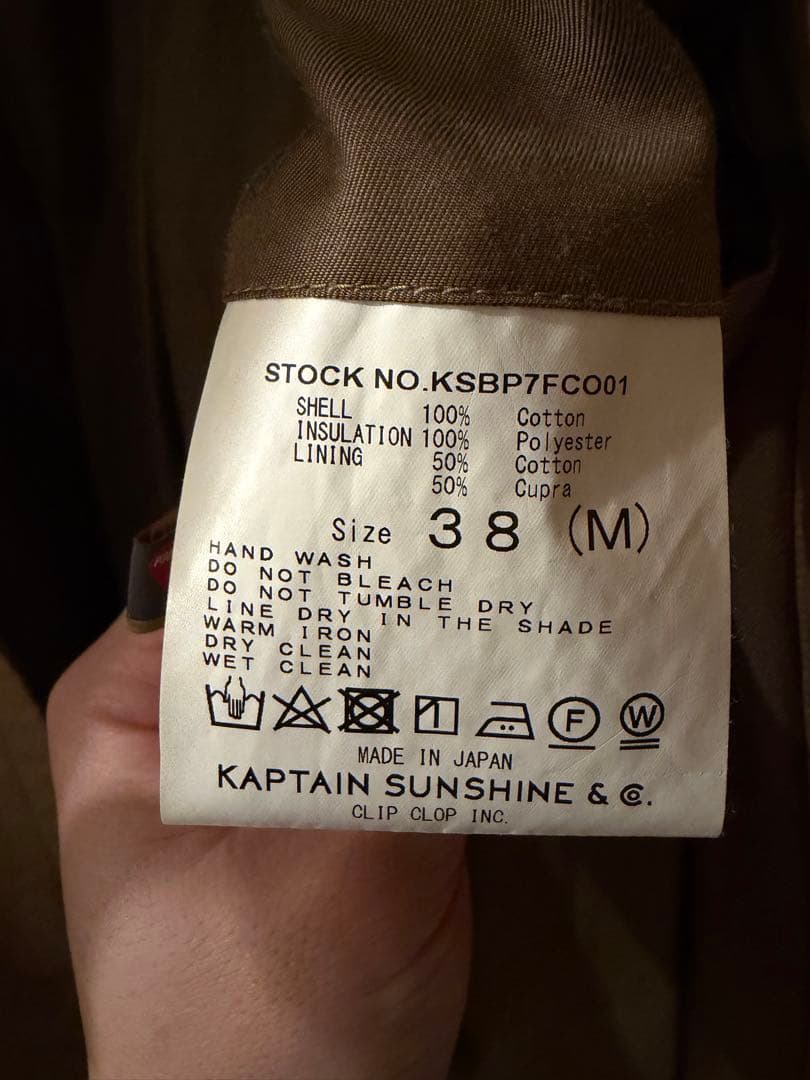 STOCK NO.KSBP7FCO01
SHELL 100% Cotton
INSULATION 100% Polyester
LINING 50% Cotton
50% Cupra
Size 38 (M)
HAND WASH
DO NOT BLEACH
DO NOT TUMBLE DRY
LINE DRY IN THE SHADE
WARM IRON
DRY CLEAN
WET CLEAN
F W
MADE IN JAPAN
KAPTAIN SUNSHINE & Co.
CLIP CLOP INC.